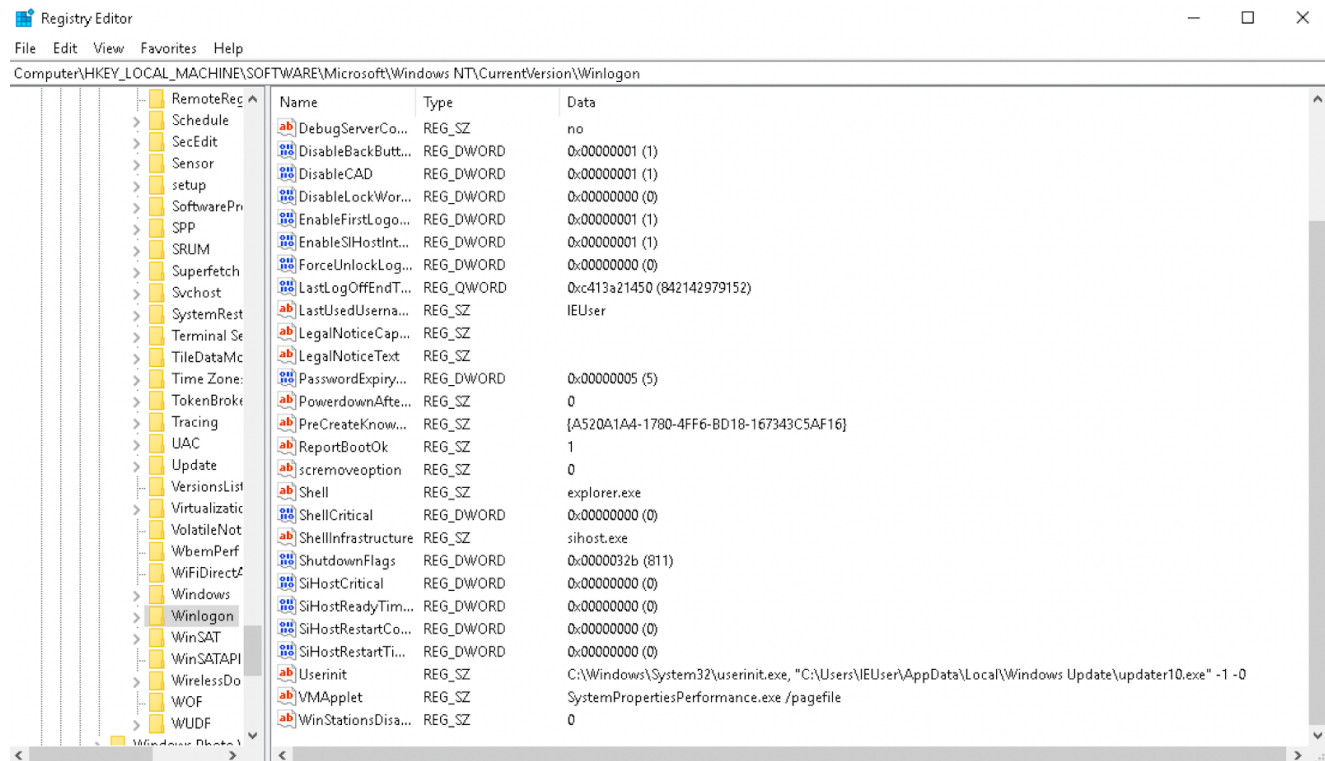 Registry Editor
File Edit View Favorites Help
Computer\HKEY_LOCAL_MACHINE\SOFTWARE\Microsoft\Windows NT\CurrentVersion\Winlogon
RemoteReg
Schedule
SecEdit
Sensor
setup
SoftwarePr
SPP
SRUM
Superfetch
Svchost
SystemRest
Terminal Se
TileDataMo
Time Zone:
TokenBroke
Tracing
UAC
Update
VersionsList
Virtualizatio
VolatileNot
WbemPerf
WiFiDirectA
Windows
Winlogon
WinSAT
WinSATAPI
WirelessDo
WOF
WUDF
Name Type Data
DebugServerCo... REG_SZ no
DisableBackButt... REG_DWORD 0x00000001 (1)
DisableCAD REG_DWORD 0x00000001 (1)
DisableLockWor... REG_DWORD 0x00000000 (0)
EnableFirstLogo... REG_DWORD 0x00000001 (1)
EnableSIHostInt... REG_DWORD 0x00000001 (1)
ForceUnlockLog... REG_DWORD 0x00000000 (0)
LastLogOffEndT... REG_QWORD 0xc413a21450 (842142979152)
LastUsedUserna... REG_SZ IEUser
LegalNoticeCap... REG_SZ
LegalNoticeText REG_SZ
PasswordExpiry... REG_DWORD 0x00000005 (5)
PowerdownAfte... REG_SZ 0
PreCreateKnow... REG_SZ {A520A1A4-1780-4FF6-BD18-167343C5AF16}
ReportBootOk REG_SZ 1
scremoveoption REG_SZ 0
Shell REG_SZ explorer.exe
ShellCritical REG_DWORD 0x00000000 (0)
ShellInfrastructure REG_SZ sihost.exe
ShutdownFlags REG_DWORD 0x0000032b (811)
SiHostCritical REG_DWORD 0x00000000 (0)
SiHostReadyTim... REG_DWORD 0x00000000 (0)
SiHostRestartCo... REG_DWORD 0x00000000 (0)
SiHostRestartTi... REG_DWORD 0x00000000 (0)
Userinit REG_SZ C:\Windows\System32\userinit.exe, "C:\Users\IEUser\AppData\Local\Windows Update\updater10.exe" -1 -0
VMApplet REG_SZ SystemPropertiesPerformance.exe /pagefile
WinStationsDisa... REG_SZ 0